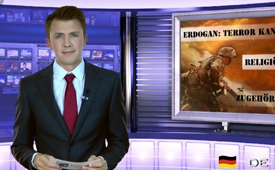 ERDOGAN: TERROR KAN
RELIGIÖ
ZUGEHÖR
DE